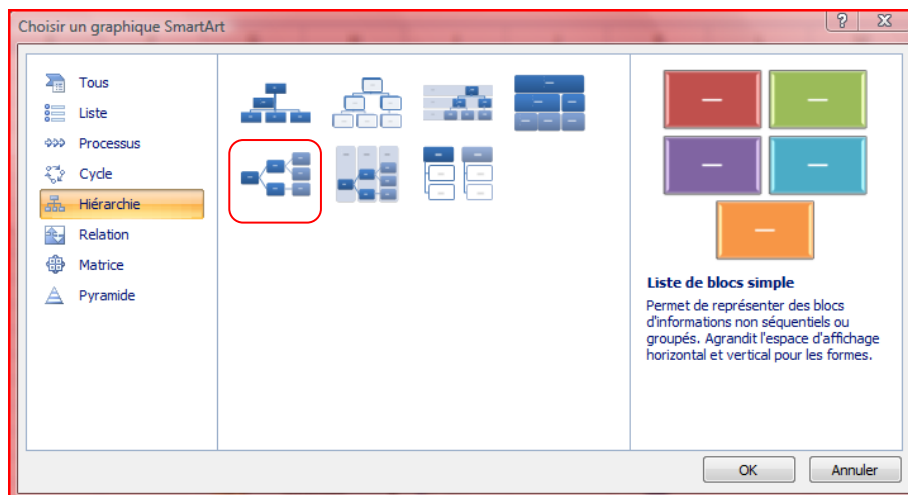 Choisir un graphique SmartArt
Tous
Liste
Processus
Cycle
Hiérarchie
Relation
Matrice
Pyramide
Liste de blocs simple
Permet de représenter des blocs
d'informations non séquentiels ou
groupés. Agrandit l'espace d'affichage
horizontal et vertical pour les formes.
OK
Annuler